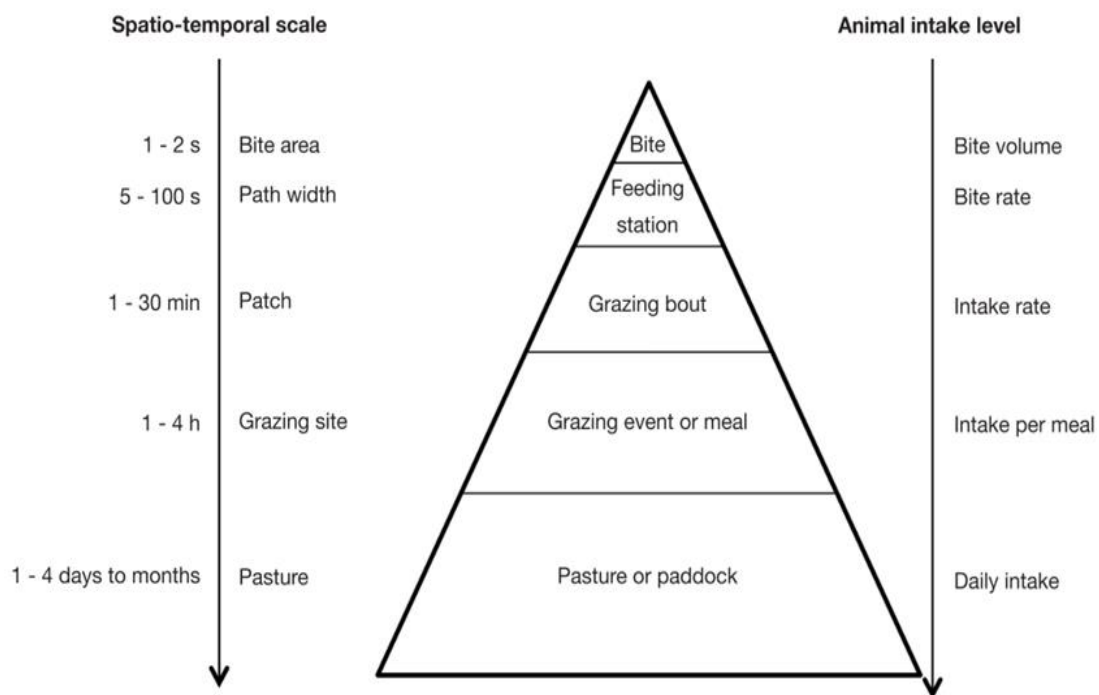 Spatio-temporal scale
Animal intake level
1 - 2 s
Bite area
Bite
Bite volume
5 - 100 s
Path width
Feeding
station
Bite rate
1 - 30 min
Patch
Grazing bout
Intake rate
1 - 4 h
Grazing site
Grazing event or meal
Intake per meal
1 - 4 days to months
Pasture
Pasture or paddock
Daily intake